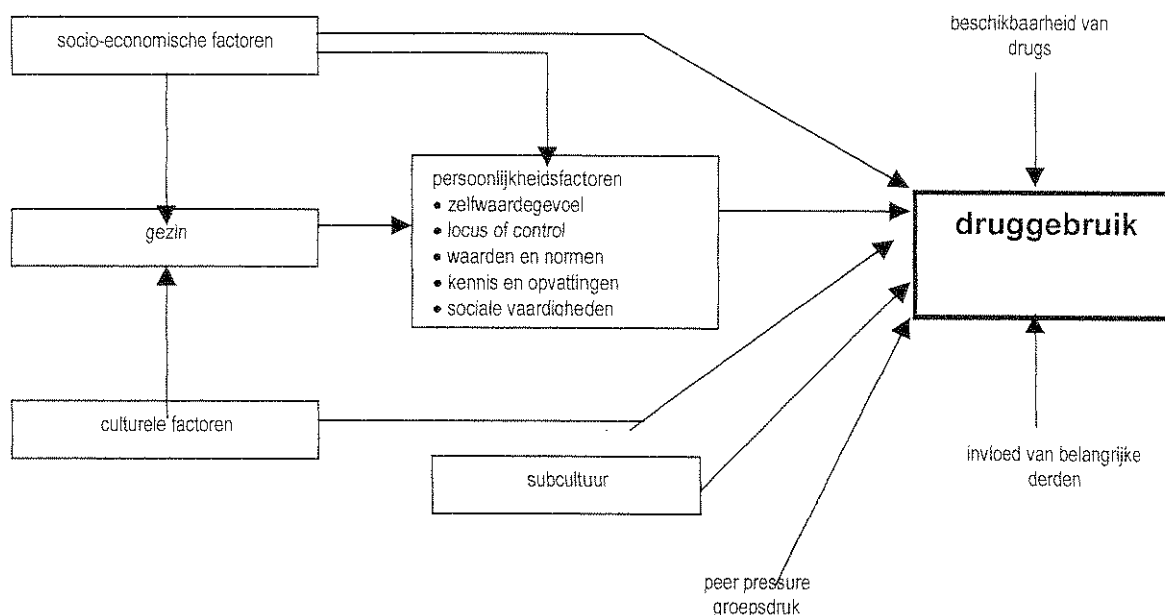 socio-economische factoren
beschikbaarheid van
drugs
persoonlijkheidsfactoren
• zelfwaardegevoel
• locus of control
• waarden en normen
• kennis en opvattingen
• sociale vaardigheden
gezin
druggebruik
culturele factoren
subcultuur
invloed van belangrijke
derden
peer pressure
groepsdruk